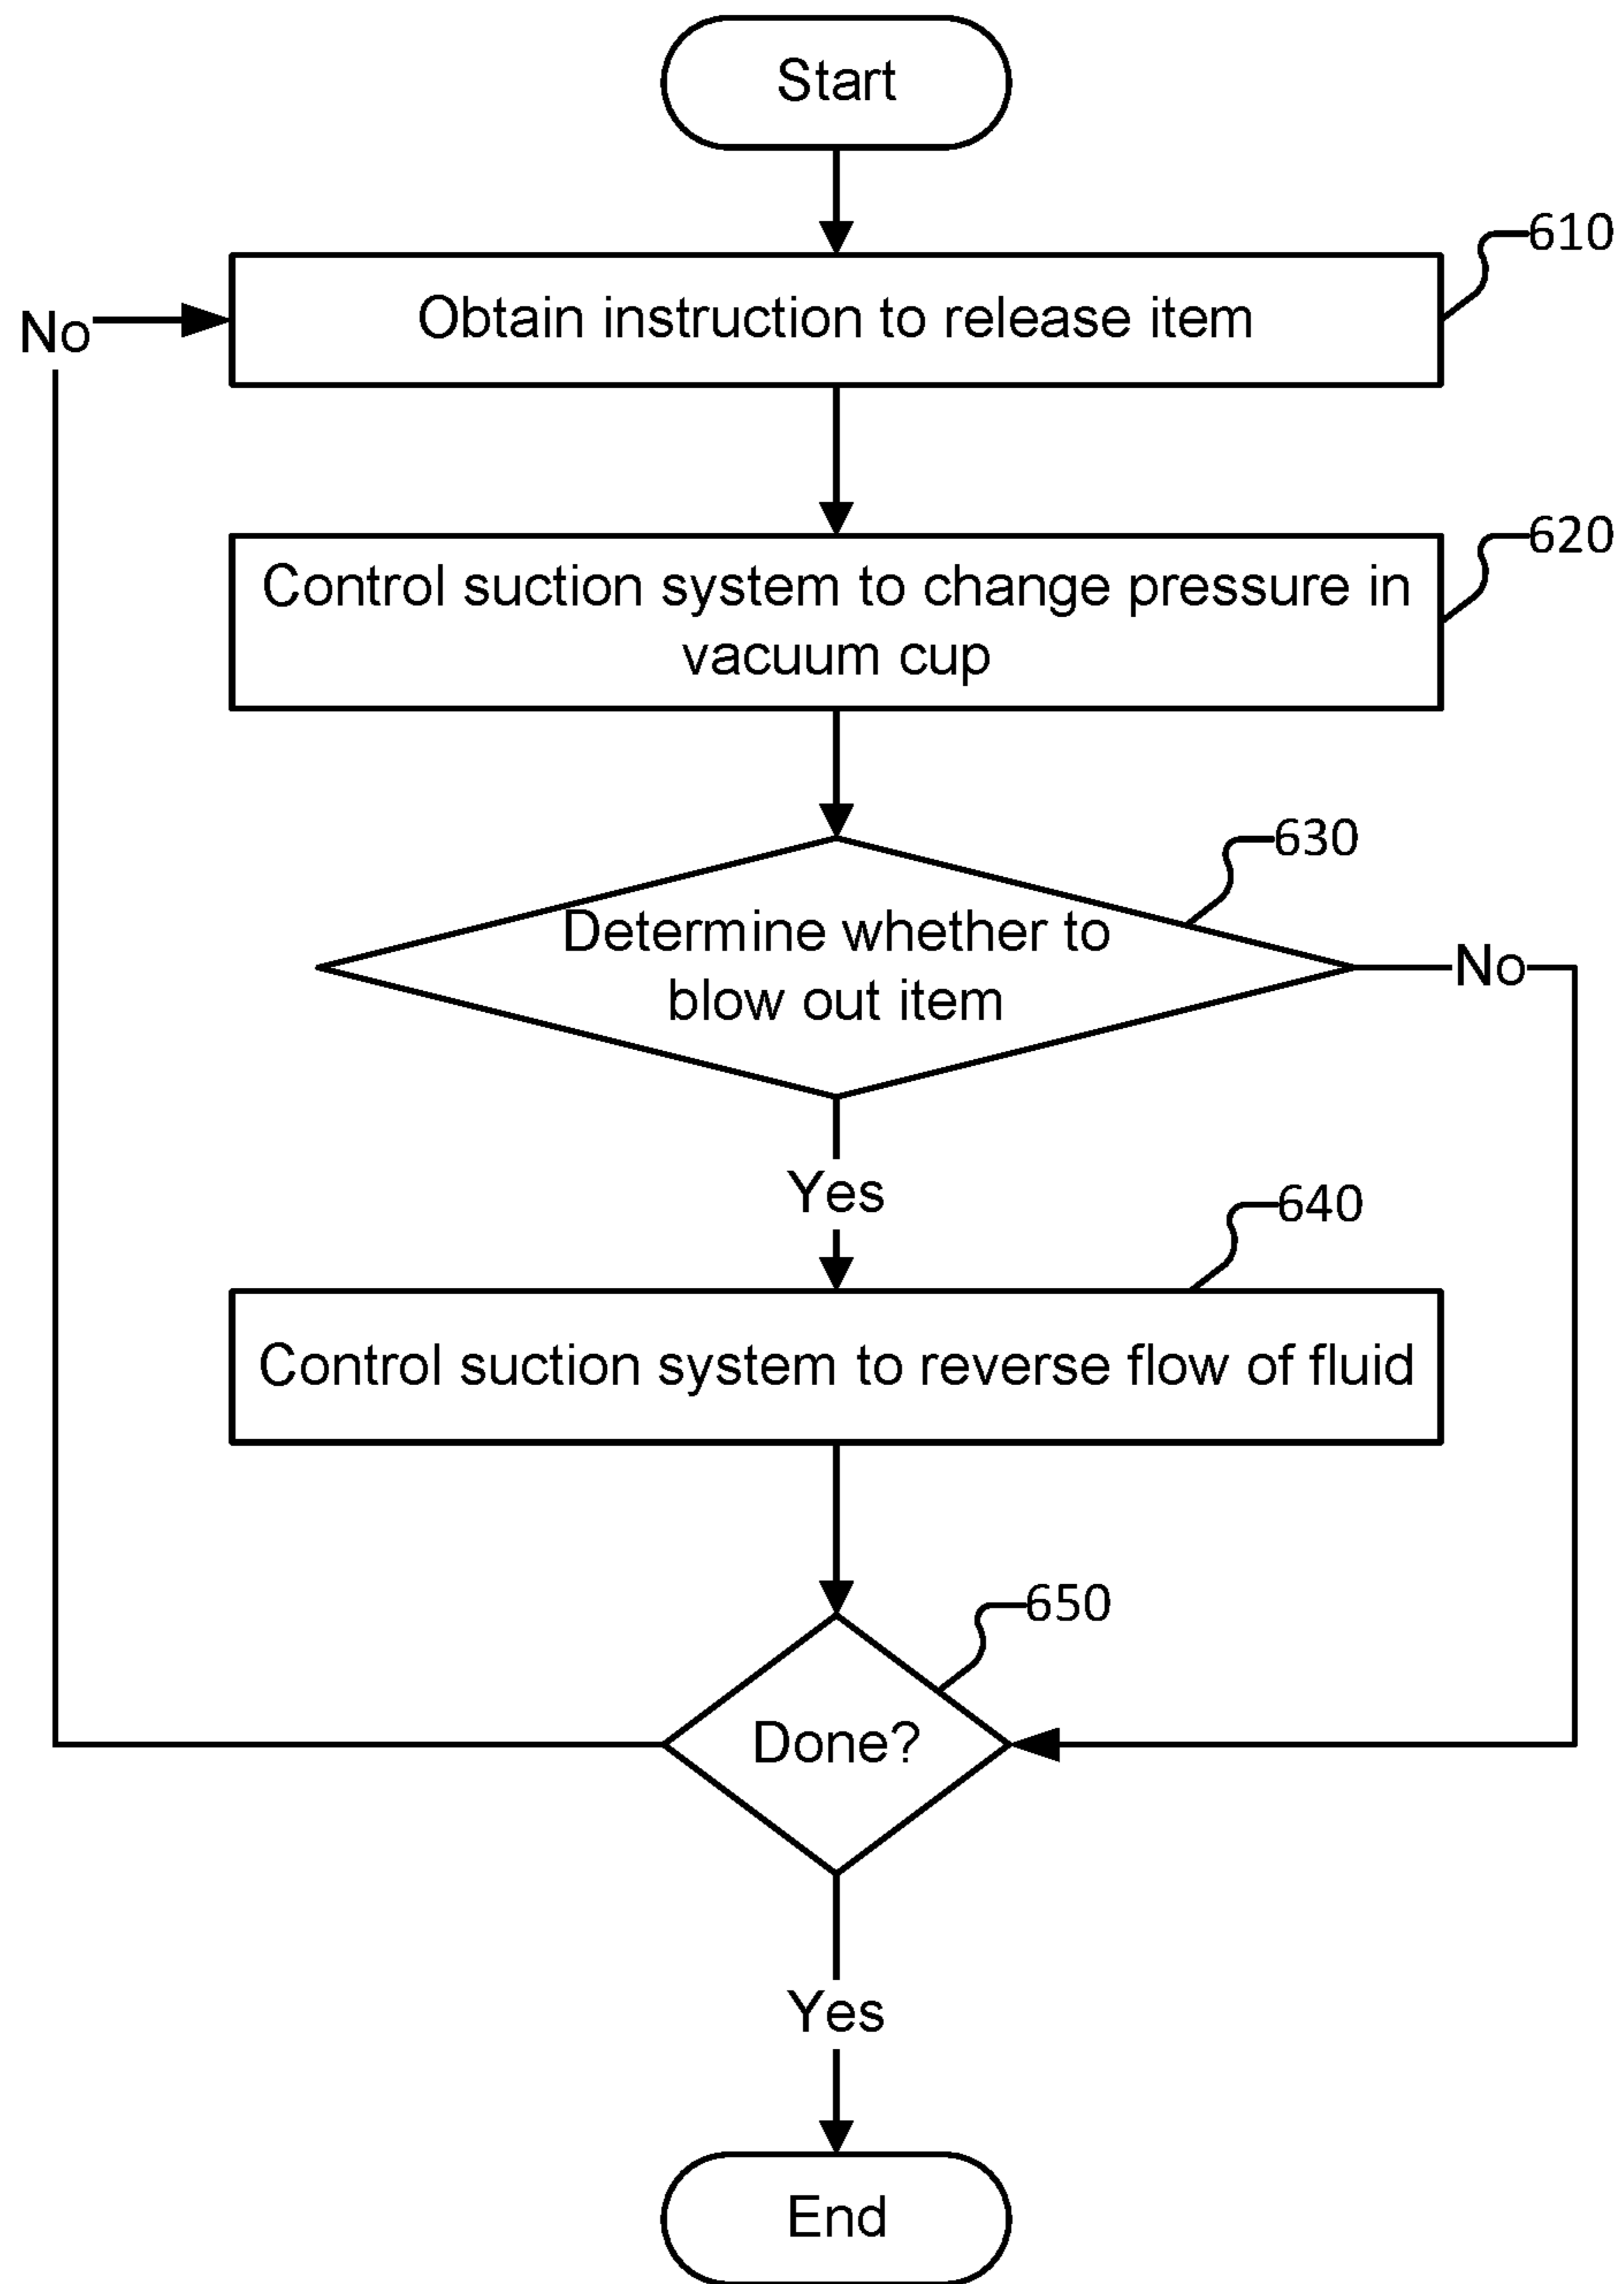 Start
610
No
Obtain instruction to release item
620
Control suction system to change pressure in
vacuum cup
630
Determine whether to
blow out item
No
Yes
640
Control suction system to reverse flow of fluid
650
Done?
Yes
End